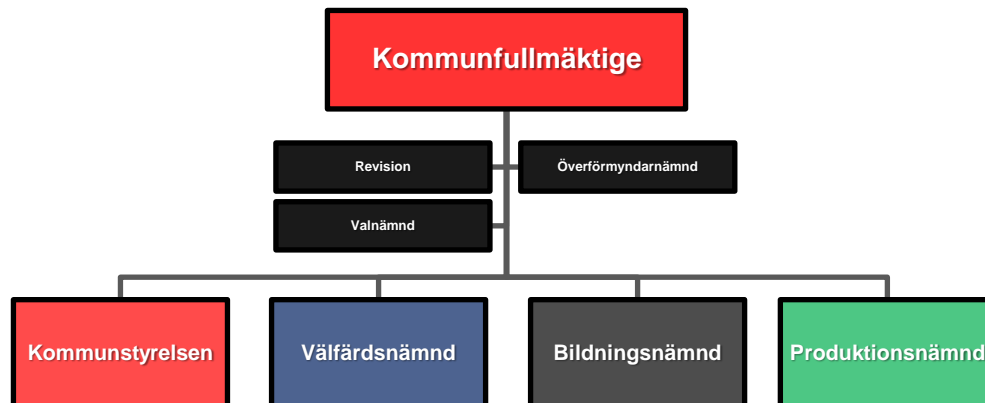 Kommunfullmäktige
Revision
Överförmyndarnämnd
Valnämnd
Kommunstyrelsen
Välfärdsnämnd
Bildningsnämnd
Produktionsnämnd